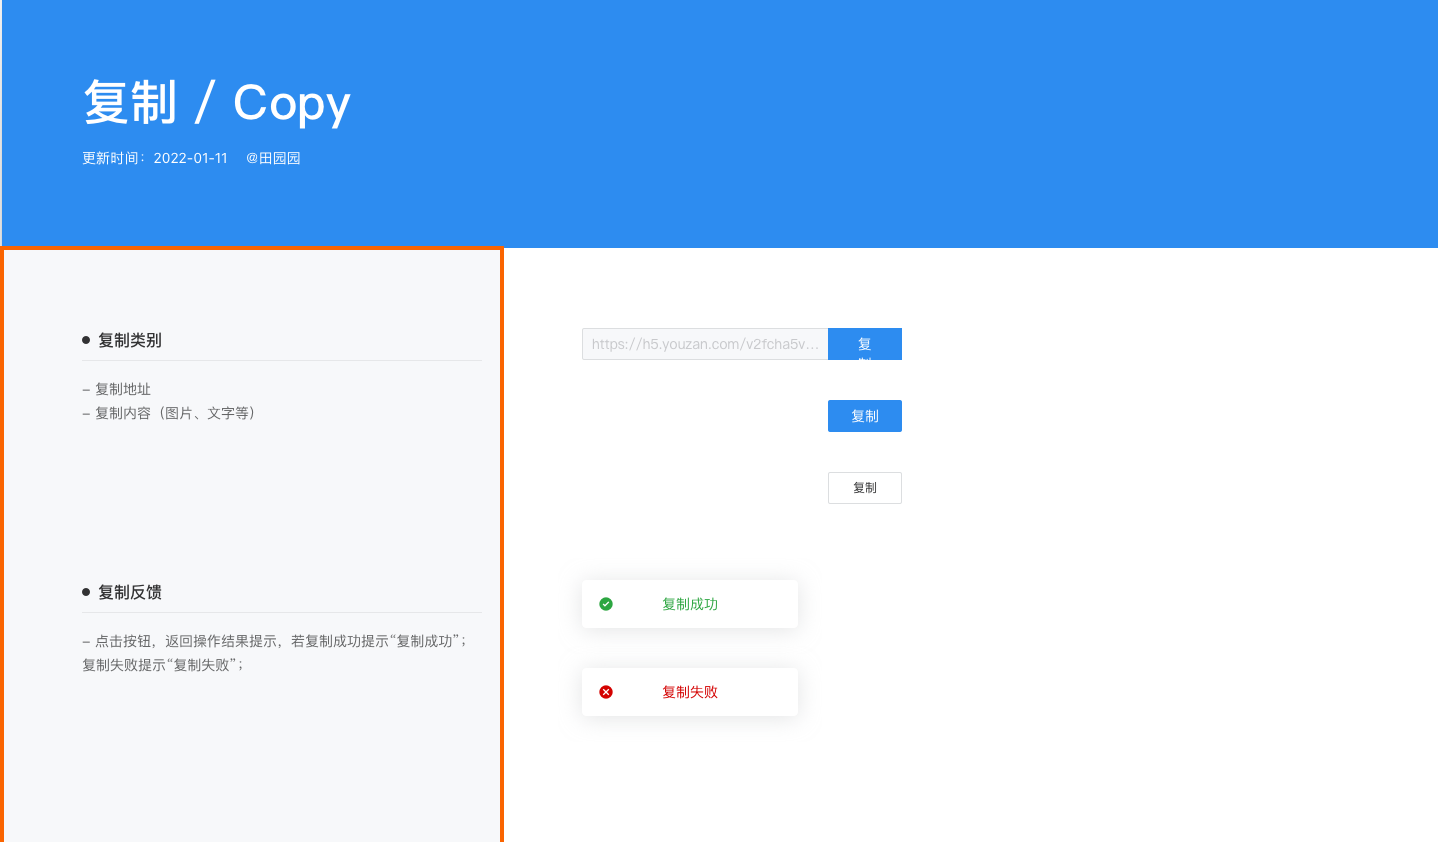 复制 / Copy
更新时间：2022-01-11 @田园园
● 复制类别
– 复制地址
– 复制内容（图片、文字等）
https://h5.youzan.com/v2fcha5v...
复
复制
复制
● 复制反馈
– 点击按钮，返回操作结果提示，若复制成功提示“复制成功”；
复制失败提示“复制失败”；
复制成功
复制失败